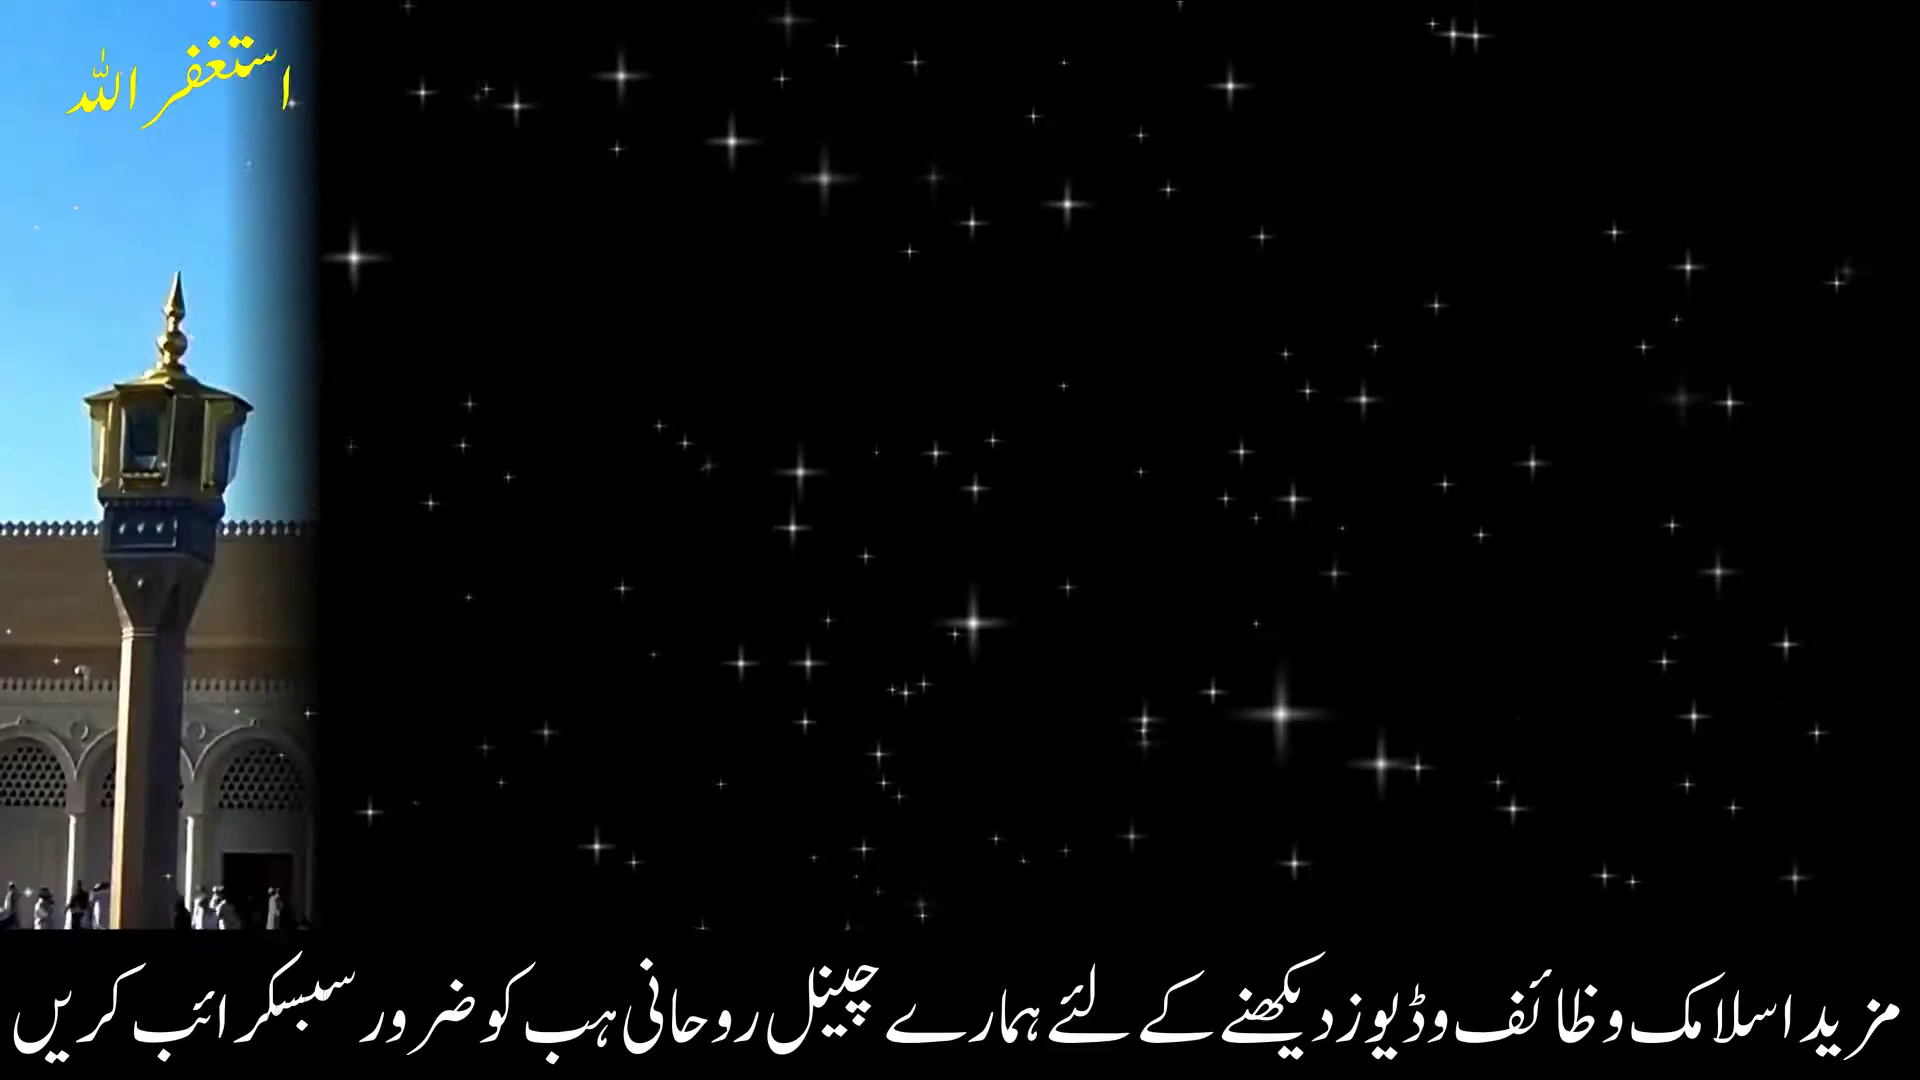 استغفر اللہ
مزید اسلامک وظائف وڈیوز دیکھنے کے لئے ہمارے چینل روحانی ہب کو ضرور سبسکرائب کریں